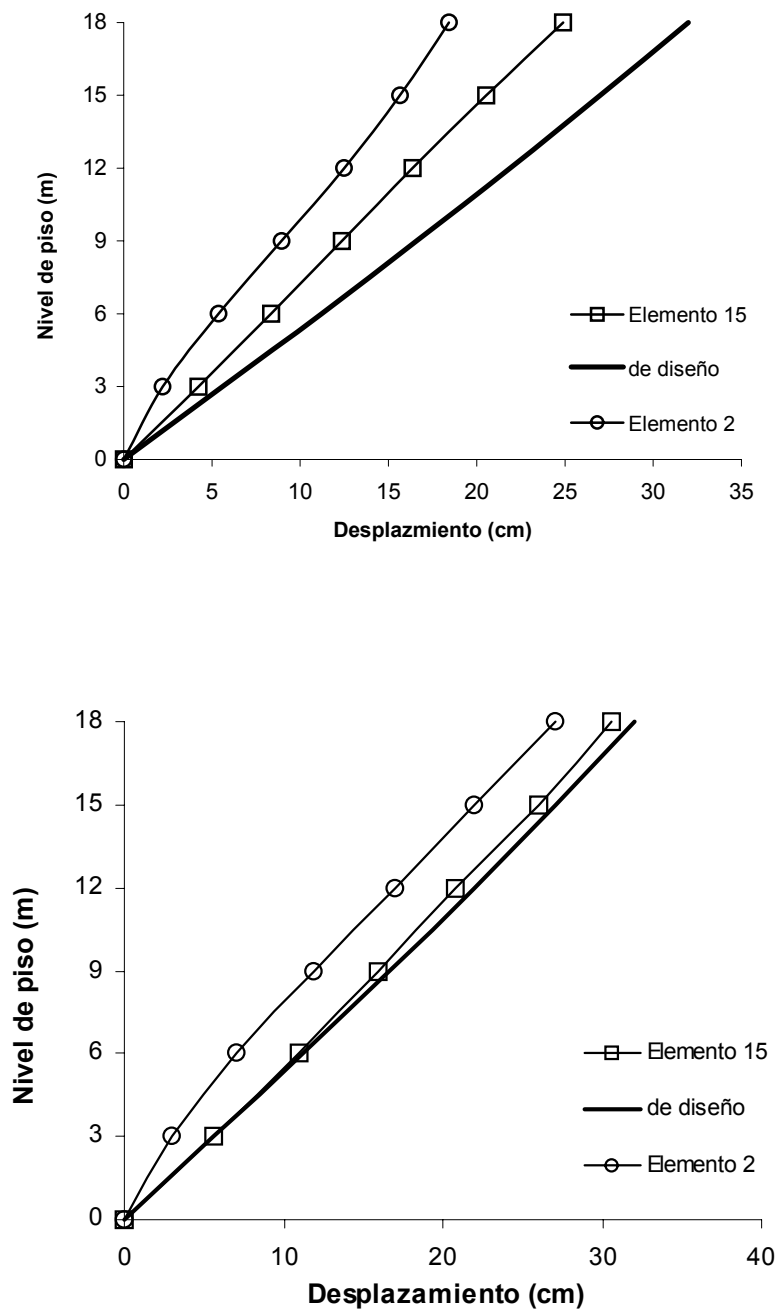 18
15
12
9
6
3
0
Nivel de piso (m)
Elemento 15
de diseño
Elemento 2
0 5 10 15 20 25 30 35
Desplazmiento (cm)
18
15
12
9
6
3
0
Nivel de piso (m)
Elemento 15
de diseño
Elemento 2
0 10 20 30 40
Desplazamiento (cm)